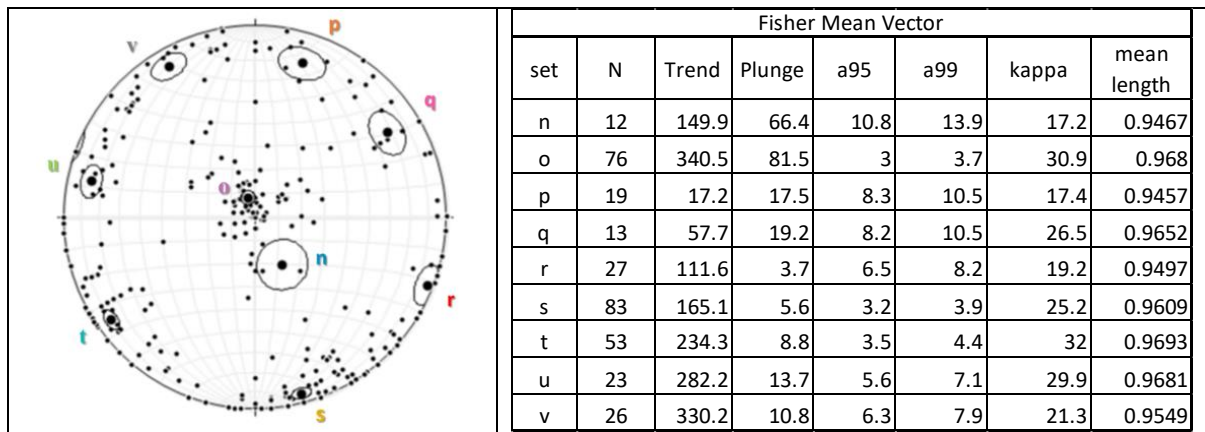 p
v
q
u
o
n
r
t
s
Fisher Mean Vector
set N Trend Plunge a95 a99 kappa mean length
n 12 149.9 66.4 10.8 13.9 17.2 0.9467
o 76 340.5 81.5 3 3.7 30.9 0.968
p 19 17.2 17.5 8.3 10.5 17.4 0.9457
q 13 57.7 19.2 8.2 10.5 26.5 0.9652
r 27 111.6 3.7 6.5 8.2 19.2 0.9497
s 83 165.1 5.6 3.2 3.9 25.2 0.9609
t 53 234.3 8.8 3.5 4.4 32 0.9693
u 23 282.2 13.7 5.6 7.1 29.9 0.9681
v 26 330.2 10.8 6.3 7.9 21.3 0.9549